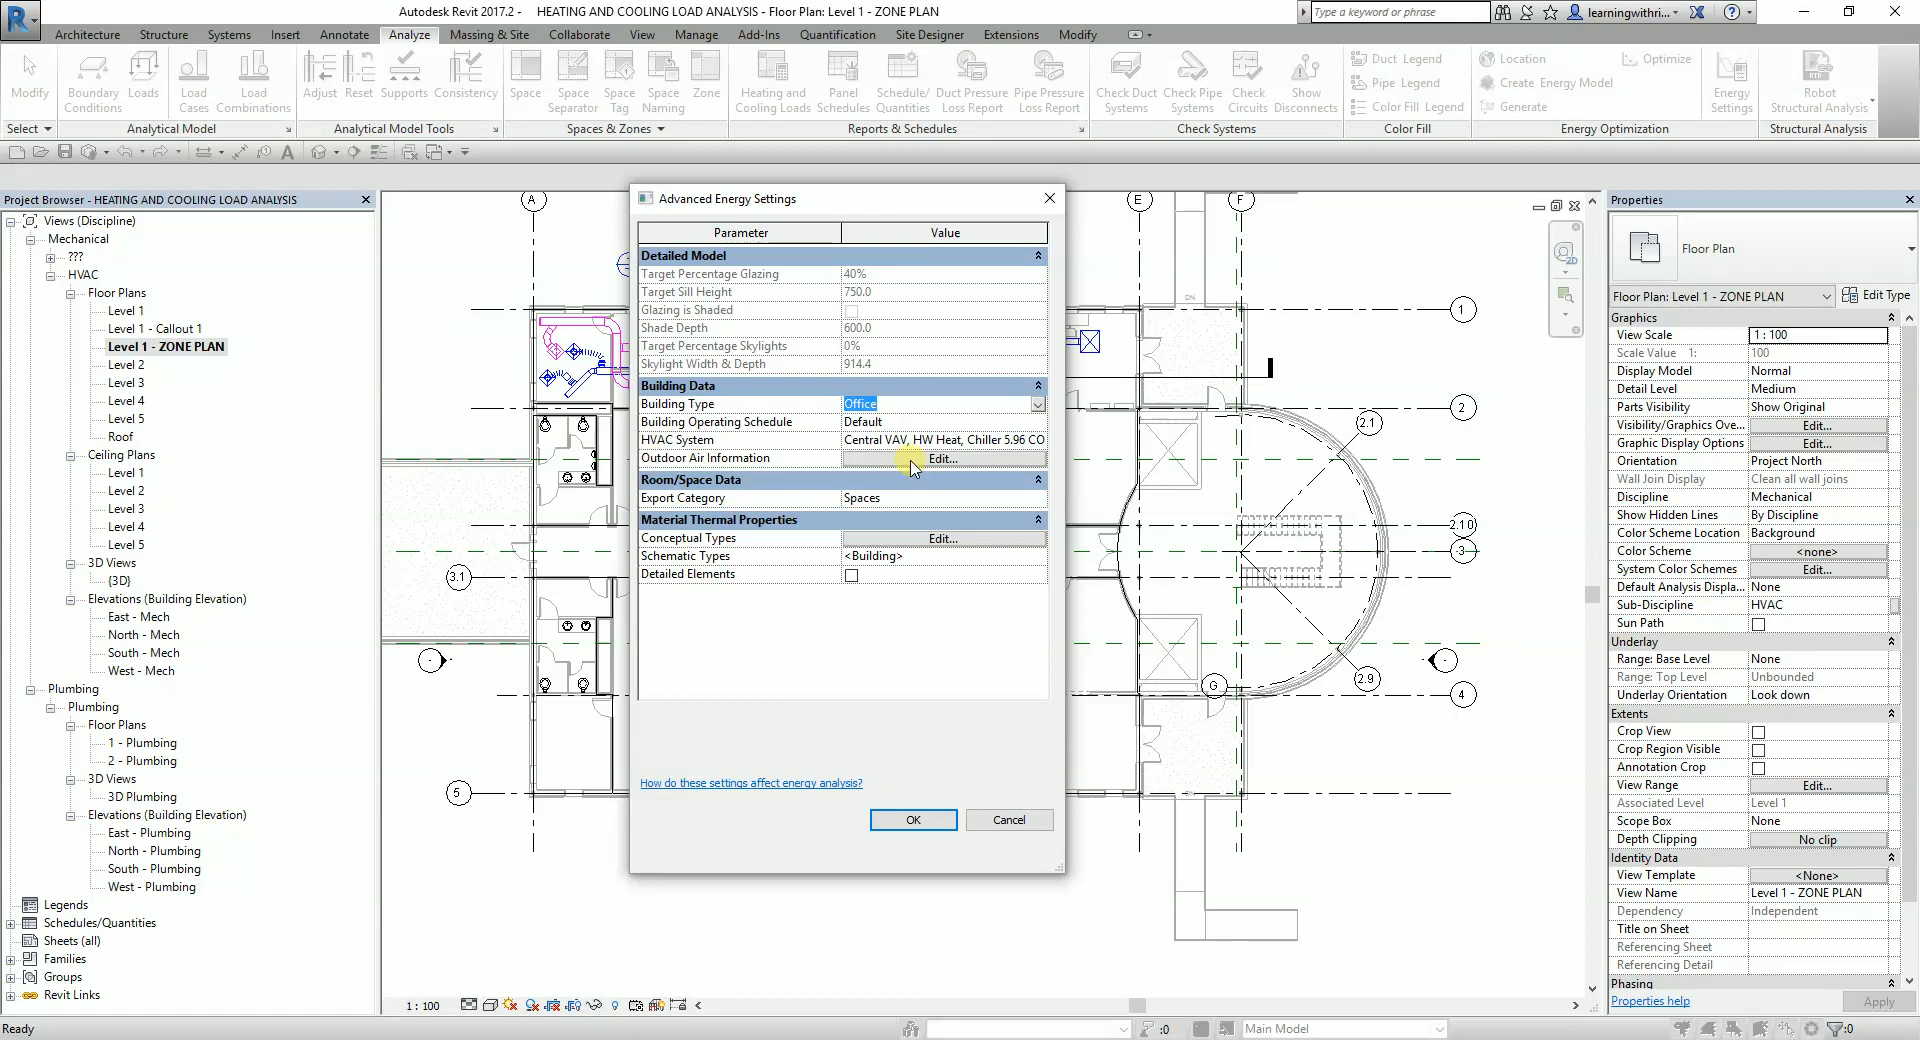 Autodesk Revit 2017.2 - HEATING AND COOLING LOAD ANALYSIS - Floor Plan: Level 1 - ZONE PLAN
Type a keyword or phrase
learningwithri...
Architecture Structure Systems Insert Annotate Analyze Massing & Site Collaborate View Manage Add-Ins Quantification Site Designer Extensions Modify
Modify
Boundary Conditions
Loads
Load Cases
Load Combinations
Adjust
Reset
Supports
Consistency
Space
Space Separator
Space Tag
Space Naming
Zone
Heating and Cooling Loads
Panel Schedules
Schedule/ Quantities
Duct Pressure Loss Report
Pipe Pressure Loss Report
Check Duct Systems
Check Pipe Systems
Check Circuits
Show Disconnects
Duct Legend
Pipe Legend
Color Fill Legend
Location
Create Energy Model
Generate
Optimize
Energy Settings
Robot Structural Analysis
Select
Analytical Model
Analytical Model Tools
Spaces & Zones
Reports & Schedules
Check Systems
Color Fill
Energy Optimization
Structural Analysis
Project Browser - HEATING AND COOLING LOAD ANALYSIS
Views (Discipline)
Mechanical
???
HVAC
Floor Plans
Level 1
Level 1 - Callout 1
Level 1 - ZONE PLAN
Level 2
Level 3
Level 4
Level 5
Roof
Ceiling Plans
Level 1
Level 2
Level 3
Level 4
Level 5
3D Views
{3D}
Elevations (Building Elevation)
East - Mech
North - Mech
South - Mech
West - Mech
Plumbing
Plumbing
Floor Plans
1 - Plumbing
2 - Plumbing
3D Views
3D Plumbing
Elevations (Building Elevation)
East - Plumbing
North - Plumbing
South - Plumbing
West - Plumbing
Legends
Schedules/Quantities
Sheets (all)
Families
Groups
Revit Links
A
E
F
1
2
2.1
2.1 0
3
3.1
2.9
G
4
5
DN
DN
2D
Advanced Energy Settings
Parameter Value
Detailed Model
Target Percentage Glazing 40%
Target Sill Height 750.0
Glazing is Shaded
Shade Depth 600.0
Target Percentage Skylights 0%
Skylight Width & Depth 914.4
Building Data
Building Type Office
Building Operating Schedule Default
HVAC System Central VAV, HW Heat, Chiller 5.96 CO
Outdoor Air Information Edit...
Room/Space Data
Export Category Spaces
Material Thermal Properties
Conceptual Types Edit...
Schematic Types <Building>
Detailed Elements
How do these settings affect energy analysis?
OK Cancel
Properties
Floor Plan
Floor Plan: Level 1 - ZONE PLAN Edit Type
Graphics
View Scale 1 : 100
Scale Value 1: 100
Display Model Normal
Detail Level Medium
Parts Visibility Show Original
Visibility/Graphics Ove... Edit...
Graphic Display Options Edit...
Orientation Project North
Wall Join Display Clean all wall joins
Discipline Mechanical
Show Hidden Lines By Discipline
Color Scheme Location Background
Color Scheme <none>
System Color Schemes Edit...
Default Analysis Displa... None
Sub-Discipline HVAC
Sun Path
Underlay
Range: Base Level None
Range: Top Level Unbounded
Underlay Orientation Look down
Extents
Crop View
Crop Region Visible
Annotation Crop
View Range Edit...
Associated Level Level 1
Scope Box None
Depth Clipping No clip
Identity Data
View Template <None>
View Name Level 1 - ZONE PLAN
Dependency Independent
Title on Sheet
Referencing Sheet
Referencing Detail
Phasing
Properties help Apply
1 : 100
Ready
:0
Main Model
:0